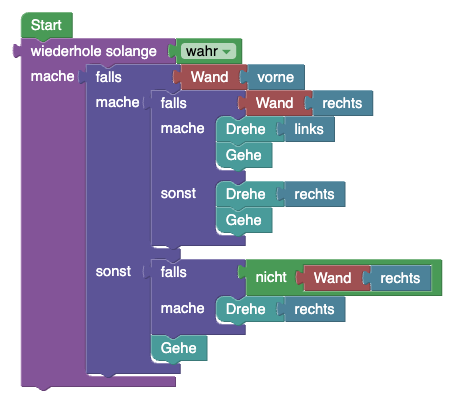 Start
wiederhole solange wahr
mache falls Wand vorne
mache falls Wand rechts
mache Drehe links
Gehe
sonst Drehe rechts
Gehe
sonst falls nicht Wand rechts
mache Drehe rechts
Gehe